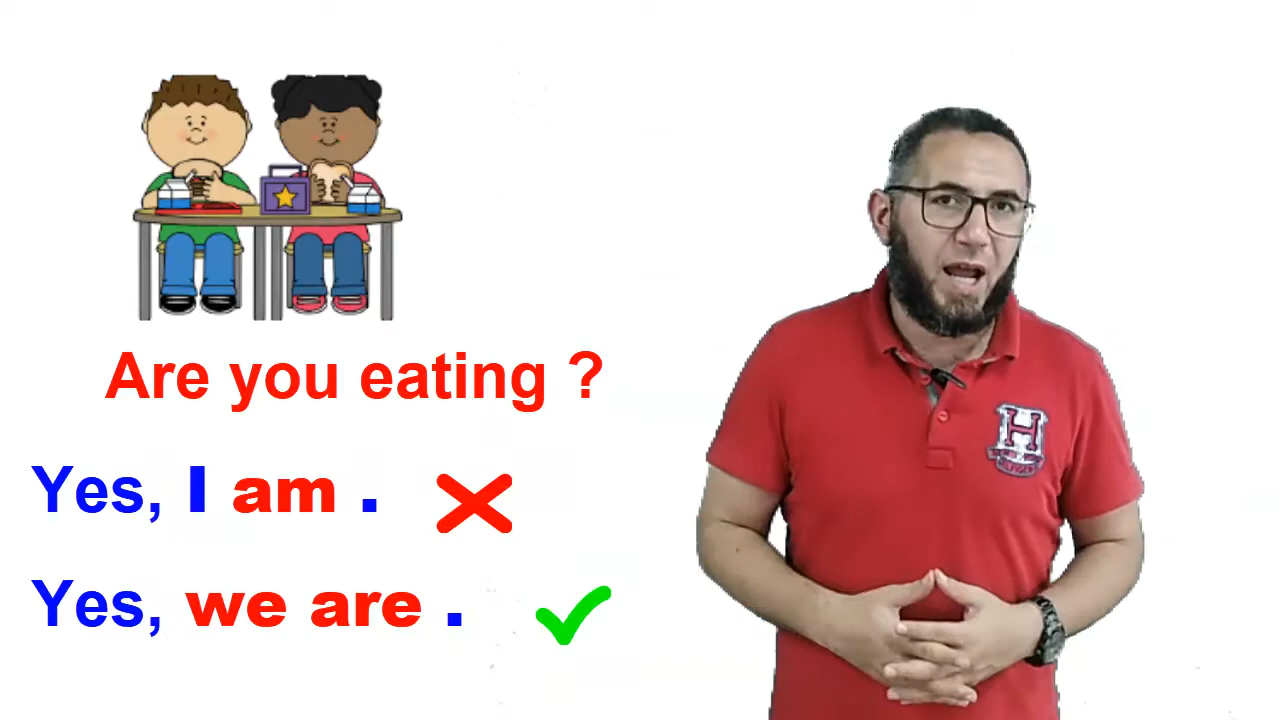 Are you eating ?
Yes, I am .
Yes, we are .
H